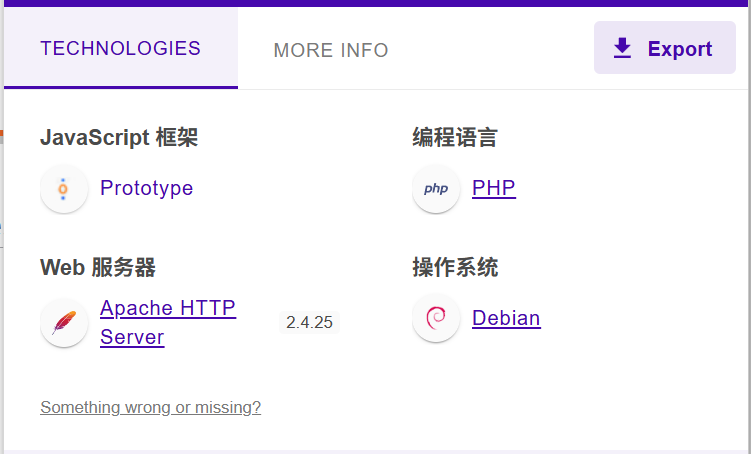 TECHNOLOGIES
MORE INFO
Export
JavaScript 框架
编程语言
Prototype
php
PHP
Web 服务器
操作系统
Apache HTTP
Server
2.4.25
Debian
Something wrong or missing?